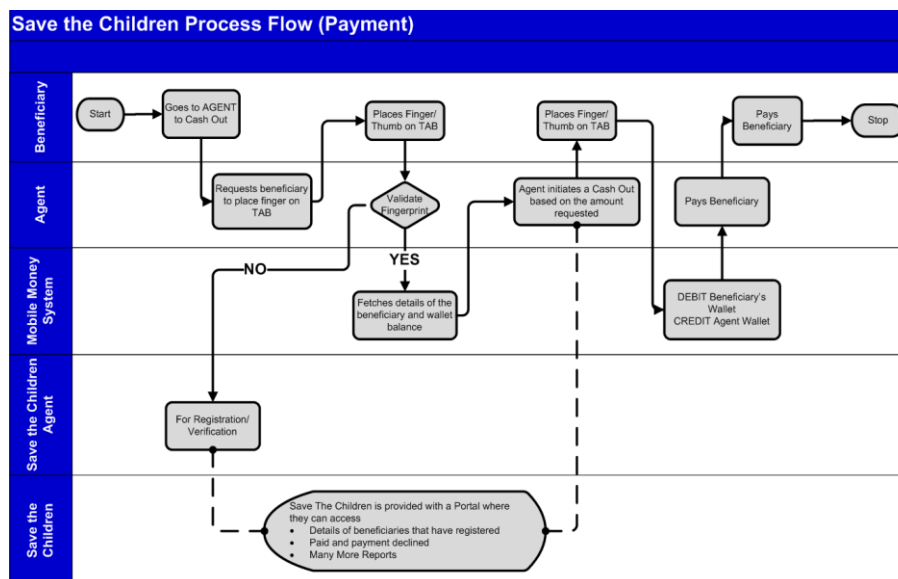 Save the Children Process Flow (Payment)
Beneficiary
Start
Goes to AGENT
to Cash Out
Places Finger/
Thumb on TAB
Places Finger/
Thumb on TAB
Pays
Beneficiary
Stop
Agent
Requests beneficiary
to place finger on
TAB
Validate
Fingerprint
Agent initiates a Cash Out
based on the amount
requested
Pays Beneficiary
Mobile Money
System
NO
YES
Fetches details of the
beneficiary and wallet
balance
DEBIT Beneficiary's
Wallet
CREDIT Agent Wallet
Save the Children
Agent
For Registration/
Verification
Save the
Children
Save The Children is provided with a Portal where
they can access
• Details of beneficiaries that have registered
• Paid and payment declined
• Many More Reports